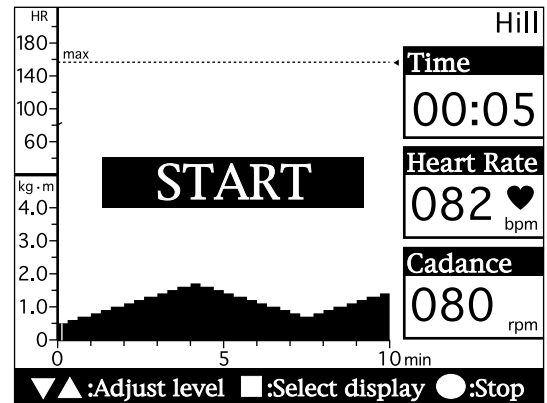 HR
Hill
180
max
Time
140
00:05
100
60
Heart Rate
START
kg·m
082 ♥
bpm
4.0
3.0
Cadance
2.0
080
rpm
1.0
0
0 5 10 min
▼▲:Adjust level ■:Select display ●:Stop